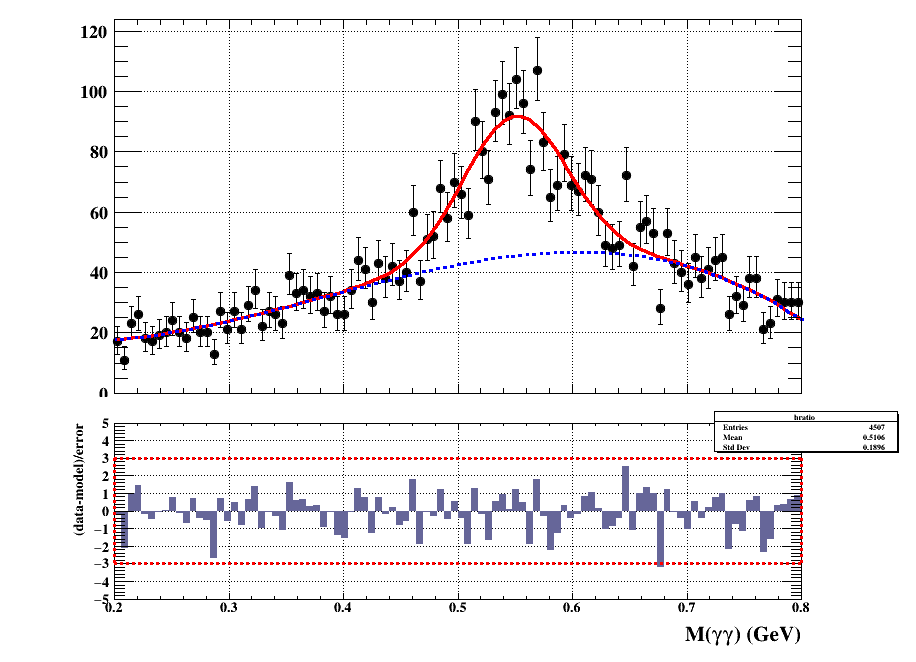 120
100
80
60
40
20
0
hratio
Entries 4507
Mean 0.5106
Std Dev 0.1896
(data-model)/error
5
4
3
2
1
0
−1
−2
−3
−4
−5
0.2 0.3 0.4 0.5 0.6 0.7 0.8
M(γγ) (GeV)